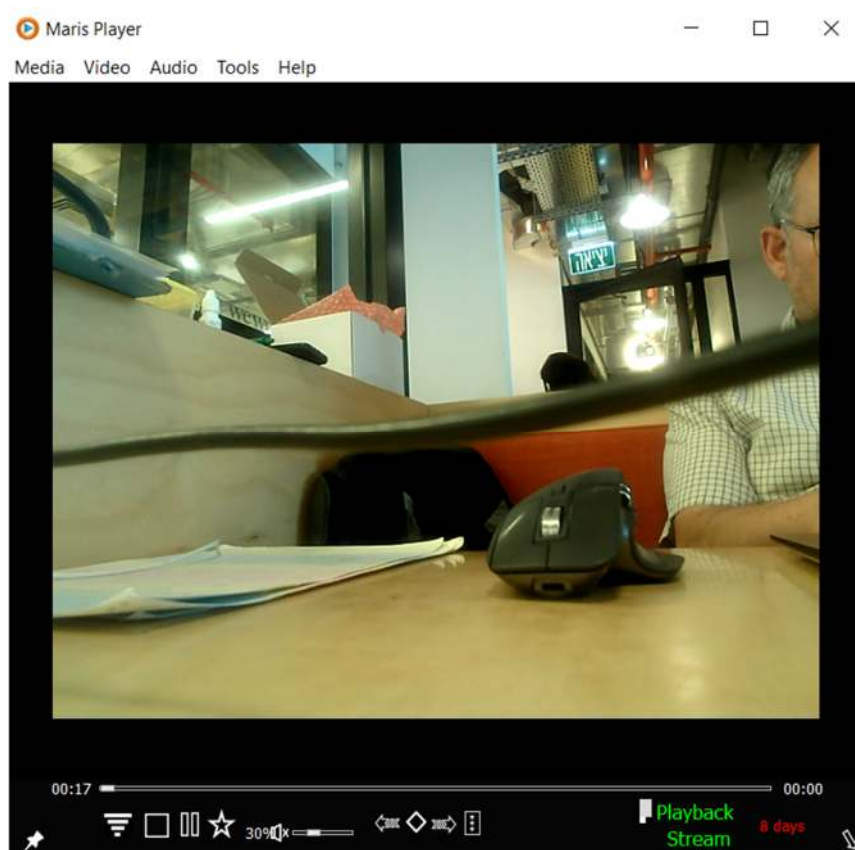 Maris Player
Media Video Audio Tools Help
יציאה
00:17
00:00
30%
Playback
Stream
8 days